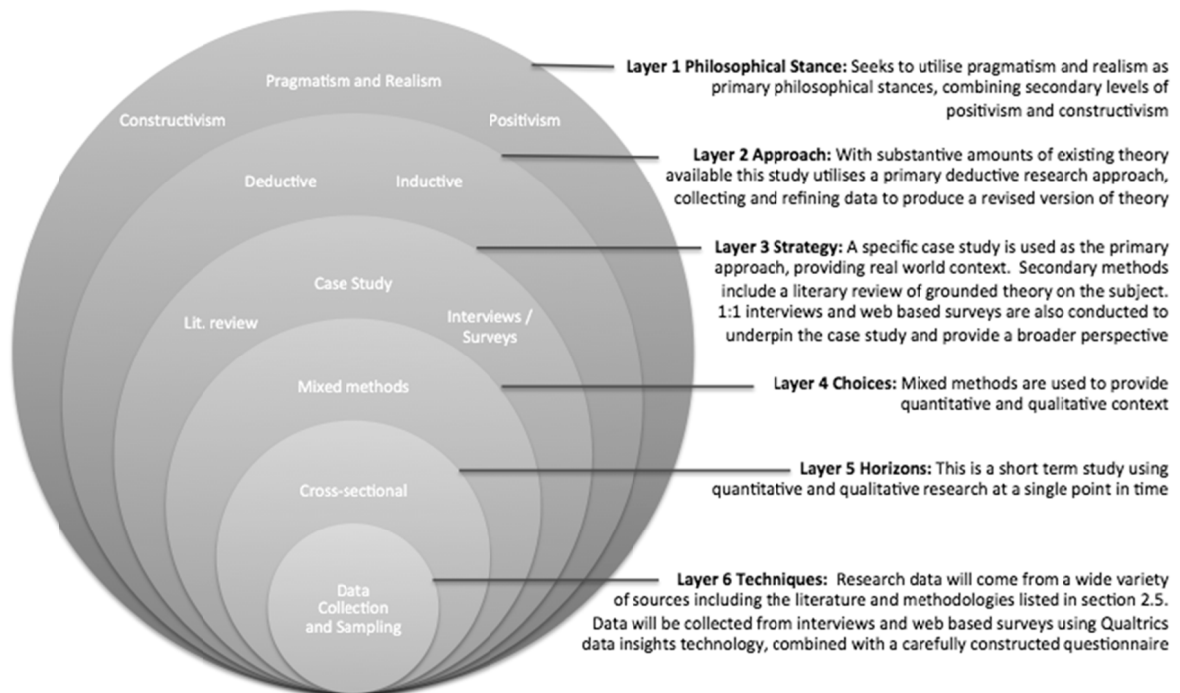 Pragmatism and Realism
Constructivism
Positivism
Deductive
Inductive
Case Study
Lit. review
Interviews /
Surveys
Mixed methods
Cross-sectional
Data
Collection
and Sampling
Layer 1 Philosophical Stance: Seeks to utilise pragmatism and realism as
primary philosophical stances, combining secondary levels of
positivism and constructivism
Layer 2 Approach: With substantive amounts of existing theory
available this study utilises a primary deductive research approach,
collecting and refining data to produce a revised version of theory
Layer 3 Strategy: A specific case study is used as the primary
approach, providing real world context. Secondary methods
include a literary review of grounded theory on the subject.
1:1 interviews and web based surveys are also conducted to
underpin the case study and provide a broader perspective
Layer 4 Choices: Mixed methods are used to provide
quantitative and qualitative context
Layer 5 Horizons: This is a short term study using
quantitative and qualitative research at a single point in time
Layer 6 Techniques: Research data will come from a wide variety
of sources including the literature and methodologies listed in section 2.5.
Data will be collected from interviews and web based surveys using Qualtrics
data insights technology, combined with a carefully constructed questionnaire